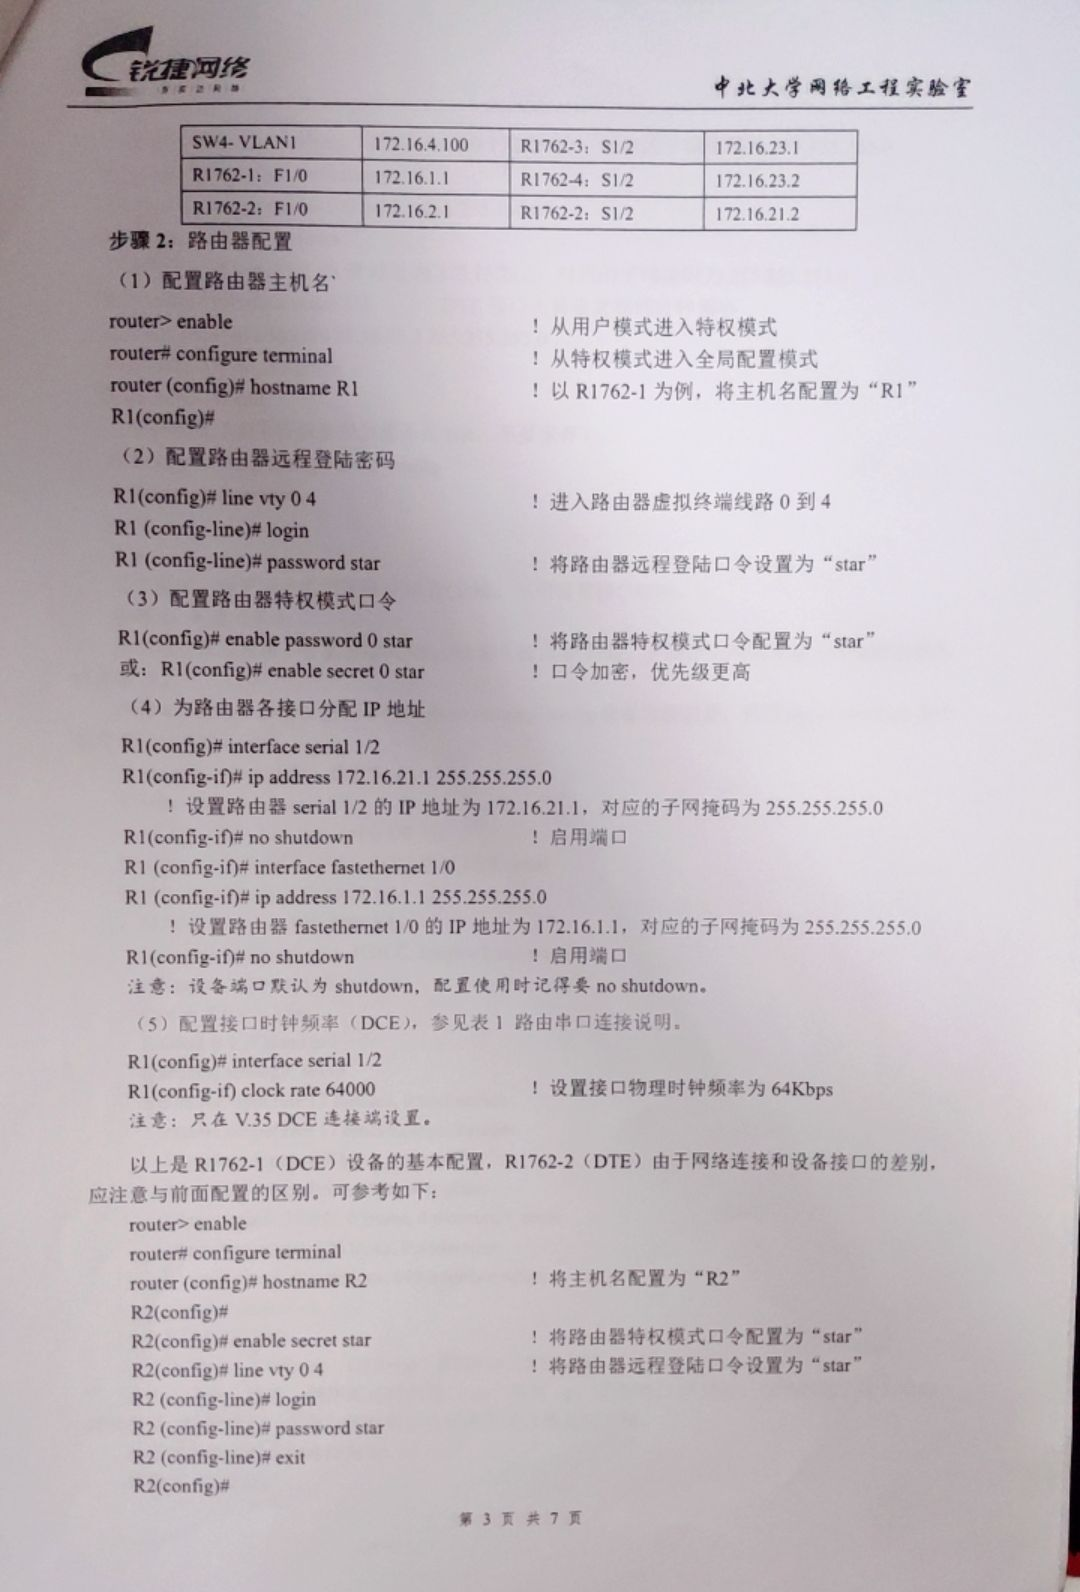 锐捷网络
中北大学网络工程实验室
SW4- VLAN1 172.16.4.100 R1762-3：S1/2 172.16.23.1
R1762-1：F1/0 172.16.1.1 R1762-4：S1/2 172.16.23.2
R1762-2：F1/0 172.16.2.1 R1762-2：S1/2 172.16.21.2
步骤 2：路由器配置
（1）配置路由器主机名`
router> enable ！从用户模式进入特权模式
router# configure terminal ！从特权模式进入全局配置模式
router (config)# hostname R1 ！以 R1762-1 为例，将主机名配置为“R1”
R1(config)#
（2）配置路由器远程登陆密码
R1(config)# line vty 0 4 ！进入路由器虚拟终端线路 0 到 4
R1 (config-line)# login
R1 (config-line)# password star ！将路由器远程登陆口令设置为“star”
（3）配置路由器特权模式口令
R1(config)# enable password 0 star ！将路由器特权模式口令配置为“star”
或：R1(config)# enable secret 0 star ！口令加密，优先级更高
（4）为路由器各接口分配 IP 地址
R1(config)# interface serial 1/2
R1(config-if)# ip address 172.16.21.1 255.255.255.0
！设置路由器 serial 1/2 的 IP 地址为 172.16.21.1，对应的子网掩码为 255.255.255.0
R1(config-if)# no shutdown ！启用端口
R1 (config-if)# interface fastethernet 1/0
R1 (config-if)# ip address 172.16.1.1 255.255.255.0
！设置路由器 fastethernet 1/0 的 IP 地址为 172.16.1.1，对应的子网掩码为 255.255.255.0
R1(config-if)# no shutdown ！启用端口
注意：设备端口默认为 shutdown，配置使用时记得要 no shutdown。
（5）配置接口时钟频率（DCE），参见表 1 路由串口连接说明。
R1(config)# interface serial 1/2
R1(config-if) clock rate 64000 ！设置接口物理时钟频率为 64Kbps
注意：只在 V.35 DCE 连接端设置。
以上是 R1762-1（DCE）设备的基本配置，R1762-2（DTE）由于网络连接和设备接口的差别，
应注意与前面配置的区别。可参考如下：
router> enable
router# configure terminal
router (config)# hostname R2 ！将主机名配置为“R2”
R2(config)#
R2(config)# enable secret star ！将路由器特权模式口令配置为“star”
R2(config)# line vty 0 4 ！将路由器远程登陆口令设置为“star”
R2 (config-line)# login
R2 (config-line)# password star
R2 (config-line)# exit
R2(config)#
第 3 页 共 7 页